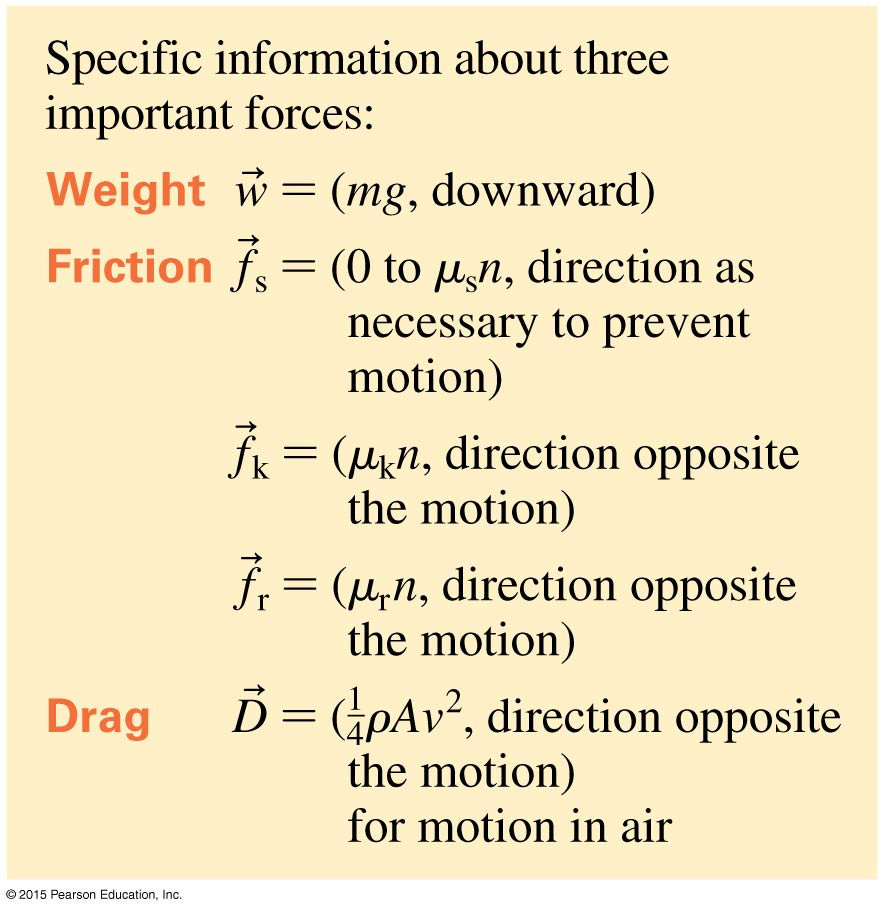 Specific information about three
important forces:
Weight w⃗ = (mg, downward)
Friction f⃗ₛ = (0 to μₛn, direction as
necessary to prevent
motion)
f⃗ₖ = (μₖn, direction opposite
the motion)
f⃗ᵣ = (μᵣn, direction opposite
the motion)
Drag D⃗ = (¼ρAv², direction opposite
the motion)
for motion in air
© 2015 Pearson Education, Inc.